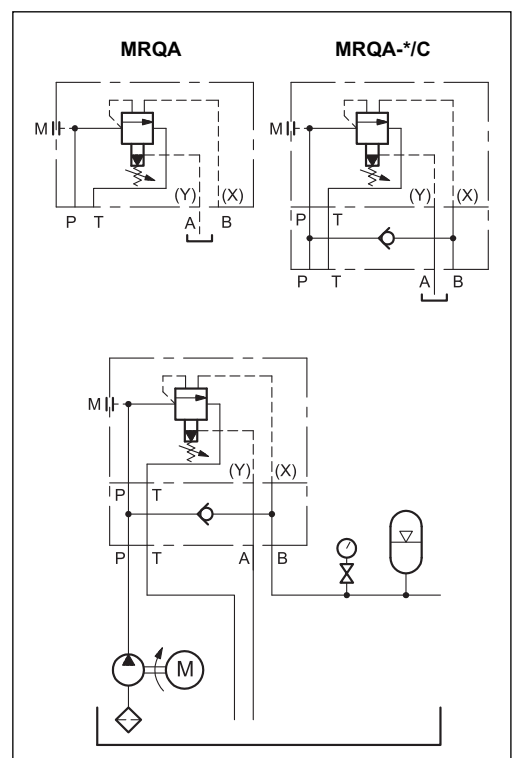 MRQA
MRQA-*/C
M
(Y) (X)
P T A B
M
(Y) (X)
P T
P T A B
M
(Y) (X)
P T
P T A B
M